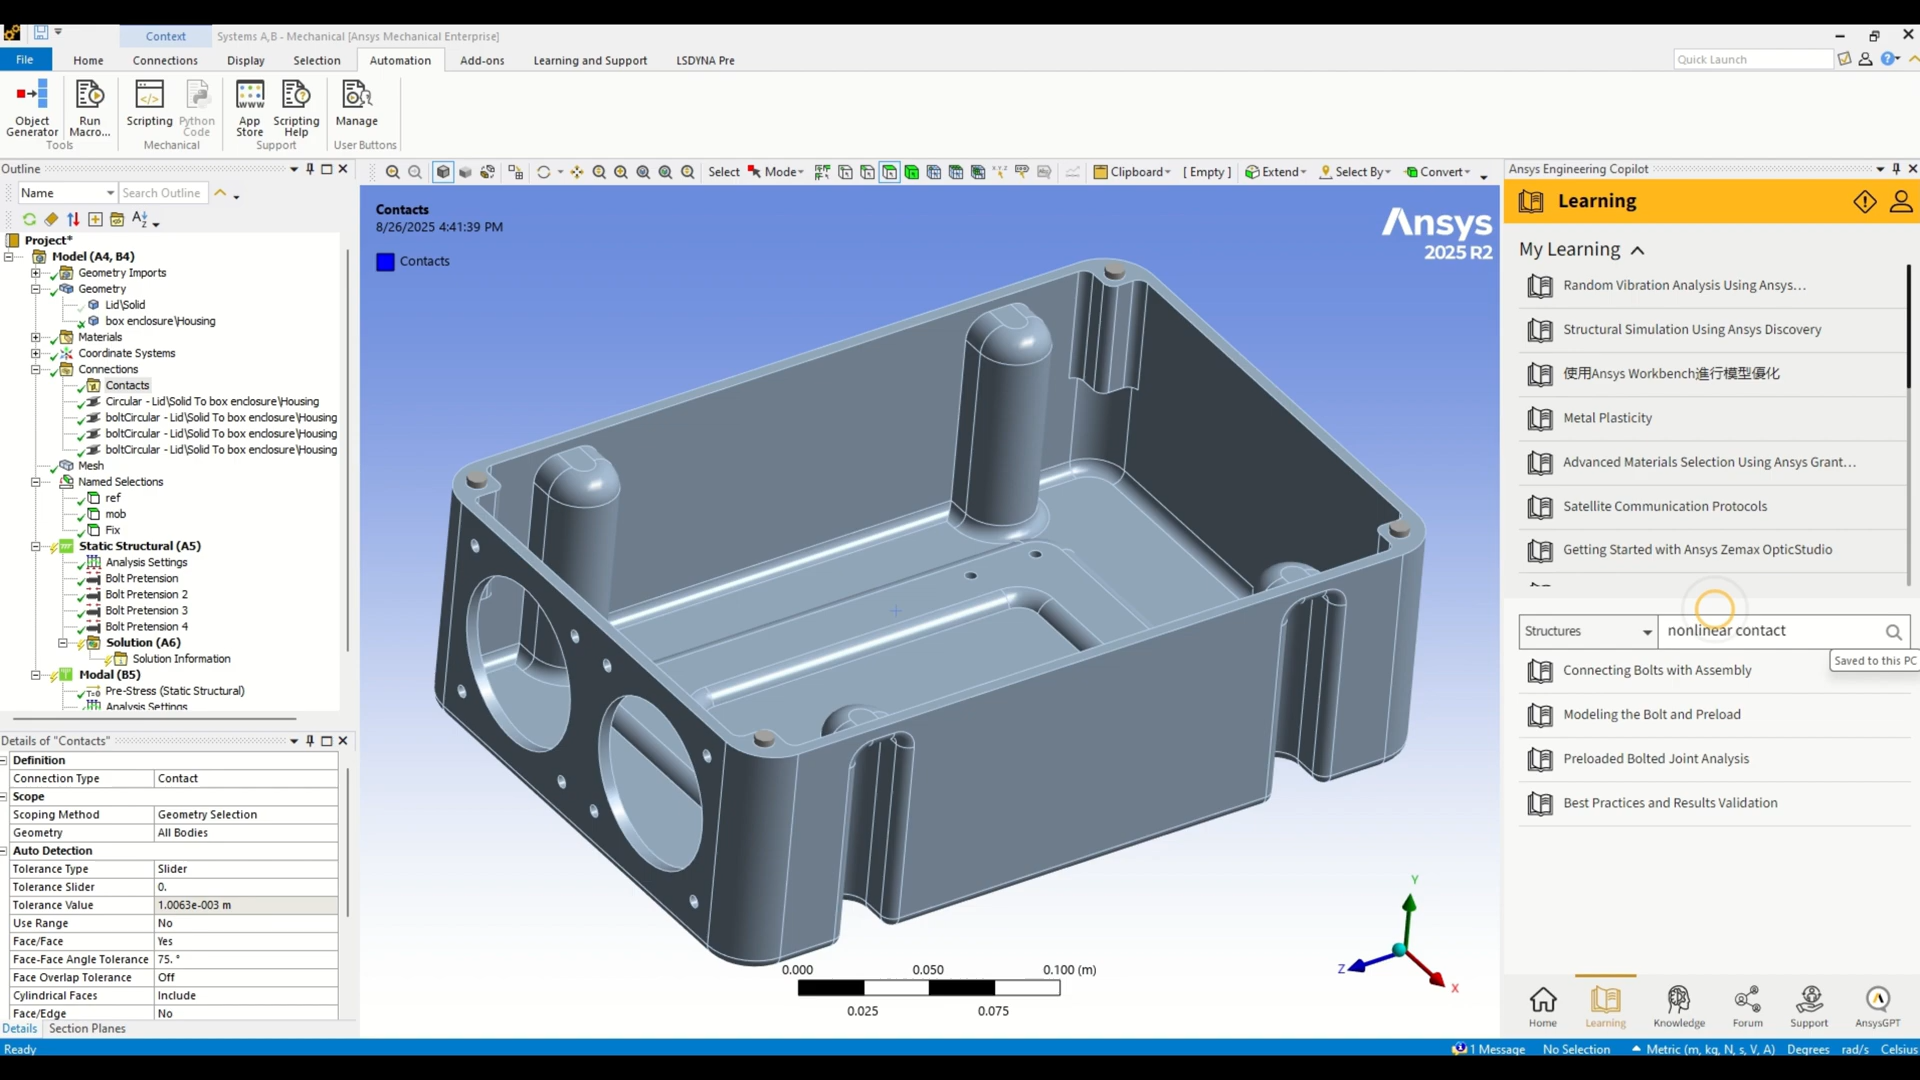 Context
Systems A,B - Mechanical [Ansys Mechanical Enterprise]
File
Home
Connections
Display
Selection
Automation
Add-ons
Learning and Support
LSDYNA Pre
Quick Launch
Object Generator
Run Macro...
Scripting
Python Code
App Store
Scripting Help
Manage
Tools
Mechanical
Support
User Buttons
Outline
Name
Search Outline
Project*
Model (A4, B4)
Geometry Imports
Geometry
Lid\Solid
box enclosure\Housing
Materials
Coordinate Systems
Connections
Contacts
Circular - Lid\Solid To box enclosure\Housing
boltCircular - Lid\Solid To box enclosure\Housing
boltCircular - Lid\Solid To box enclosure\Housing
boltCircular - Lid\Solid To box enclosure\Housing
Mesh
Named Selections
ref
mob
Fix
Static Structural (A5)
Analysis Settings
Bolt Pretension
Bolt Pretension 2
Bolt Pretension 3
Bolt Pretension 4
Solution (A6)
Solution Information
Modal (B5)
Pre-Stress (Static Structural)
Analysis Settings
Details of "Contacts"
Definition
Connection Type Contact
Scope
Scoping Method Geometry Selection
Geometry All Bodies
Auto Detection
Tolerance Type Slider
Tolerance Slider 0.
Tolerance Value 1.0063e-003 m
Use Range No
Face/Face Yes
Face-Face Angle Tolerance 75. °
Face Overlap Tolerance Off
Cylindrical Faces Include
Face/Edge No
Details Section Planes
Ready
Select Mode
Clipboard [ Empty ] Extend Select By Convert
Contacts
8/26/2025 4:41:39 PM
Contacts
Ansys
2025 R2
0.000 0.050 0.100 (m)
0.025 0.075
Y
Z
X
Ansys Engineering Copilot
Learning
My Learning
Random Vibration Analysis Using Ansys...
Structural Simulation Using Ansys Discovery
使用Ansys Workbench進行模型優化
Metal Plasticity
Advanced Materials Selection Using Ansys Grant...
Satellite Communication Protocols
Getting Started with Ansys Zemax OpticStudio
Structures
nonlinear contact
Saved to this PC
Connecting Bolts with Assembly
Modeling the Bolt and Preload
Preloaded Bolted Joint Analysis
Best Practices and Results Validation
Home Learning Knowledge Forum Support AnsysGPT
1 Message No Selection Metric (m, kg, N, s, V, A) Degrees rad/s Celsius